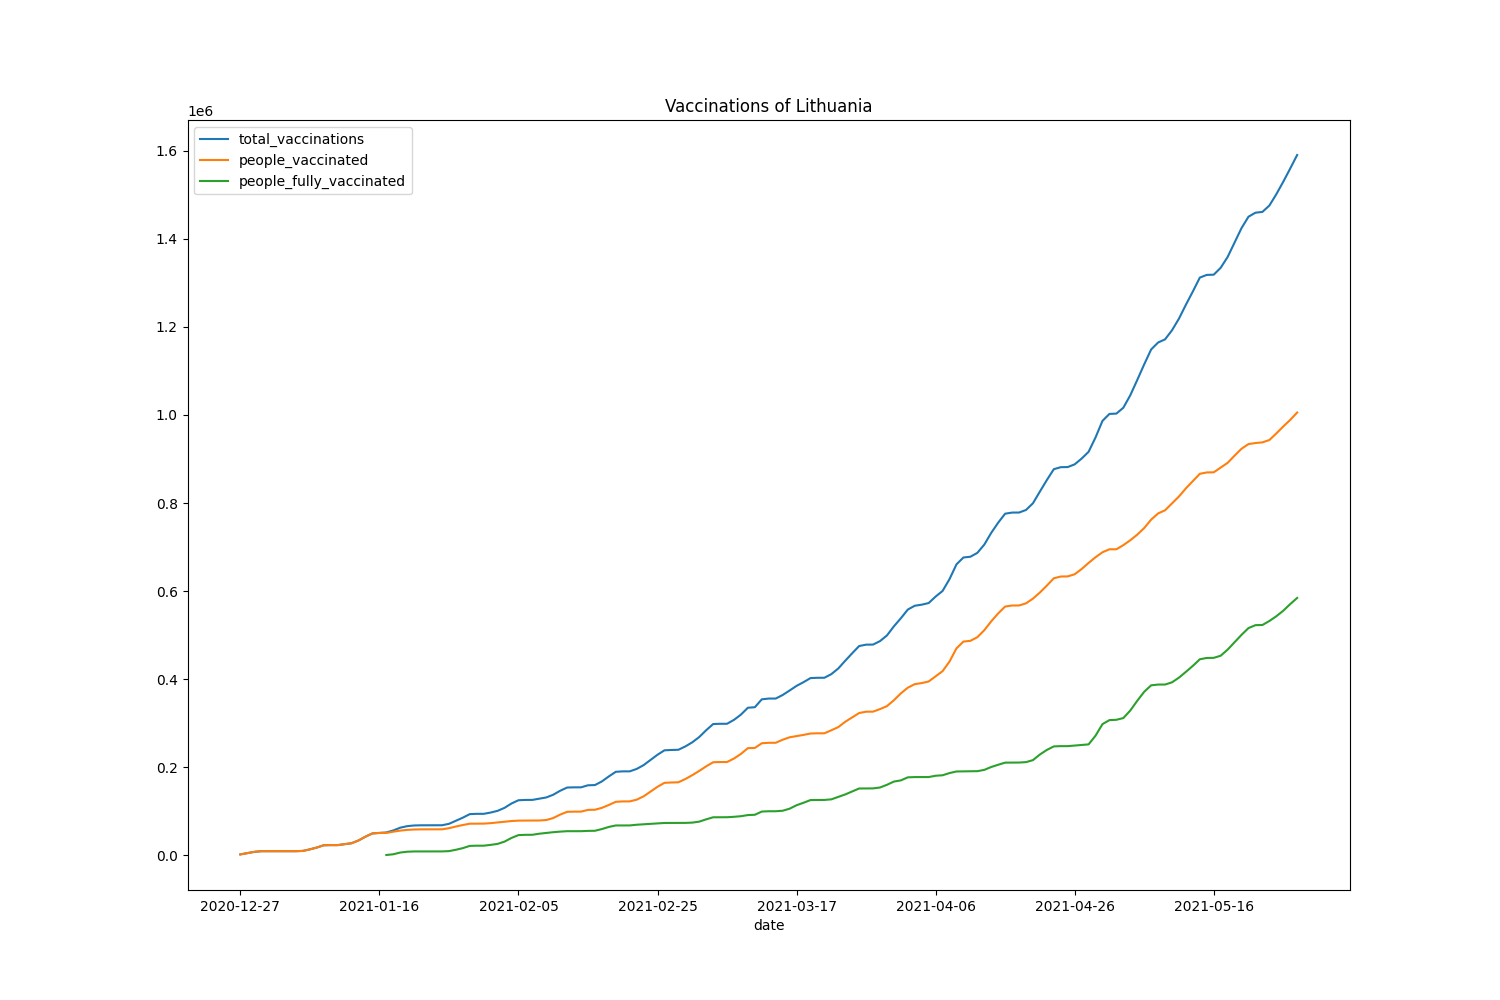 Vaccinations of Lithuania
1e6
total_vaccinations
people_vaccinated
people_fully_vaccinated
1.6
1.4
1.2
1.0
0.8
0.6
0.4
0.2
0.0
2020-12-27 2021-01-16 2021-02-05 2021-02-25 2021-03-17 2021-04-06 2021-04-26 2021-05-16
date